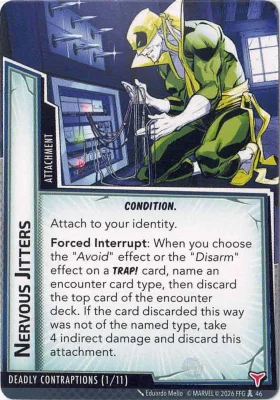 ATTACHMENT
NERVOUS JITTERS
CONDITION.
Attach to your identity.
Forced Interrupt: When you choose
the "Avoid" effect or the "Disarm"
effect on a TRAP! card, name an
encounter card type, then discard
the top card of the encounter
deck. If the card discarded this way
was not of the named type, take
4 indirect damage and discard this
attachment.
DEADLY CONTRAPTIONS (1/11)
Eduardo Mello © MARVEL © 2026 FFG 46